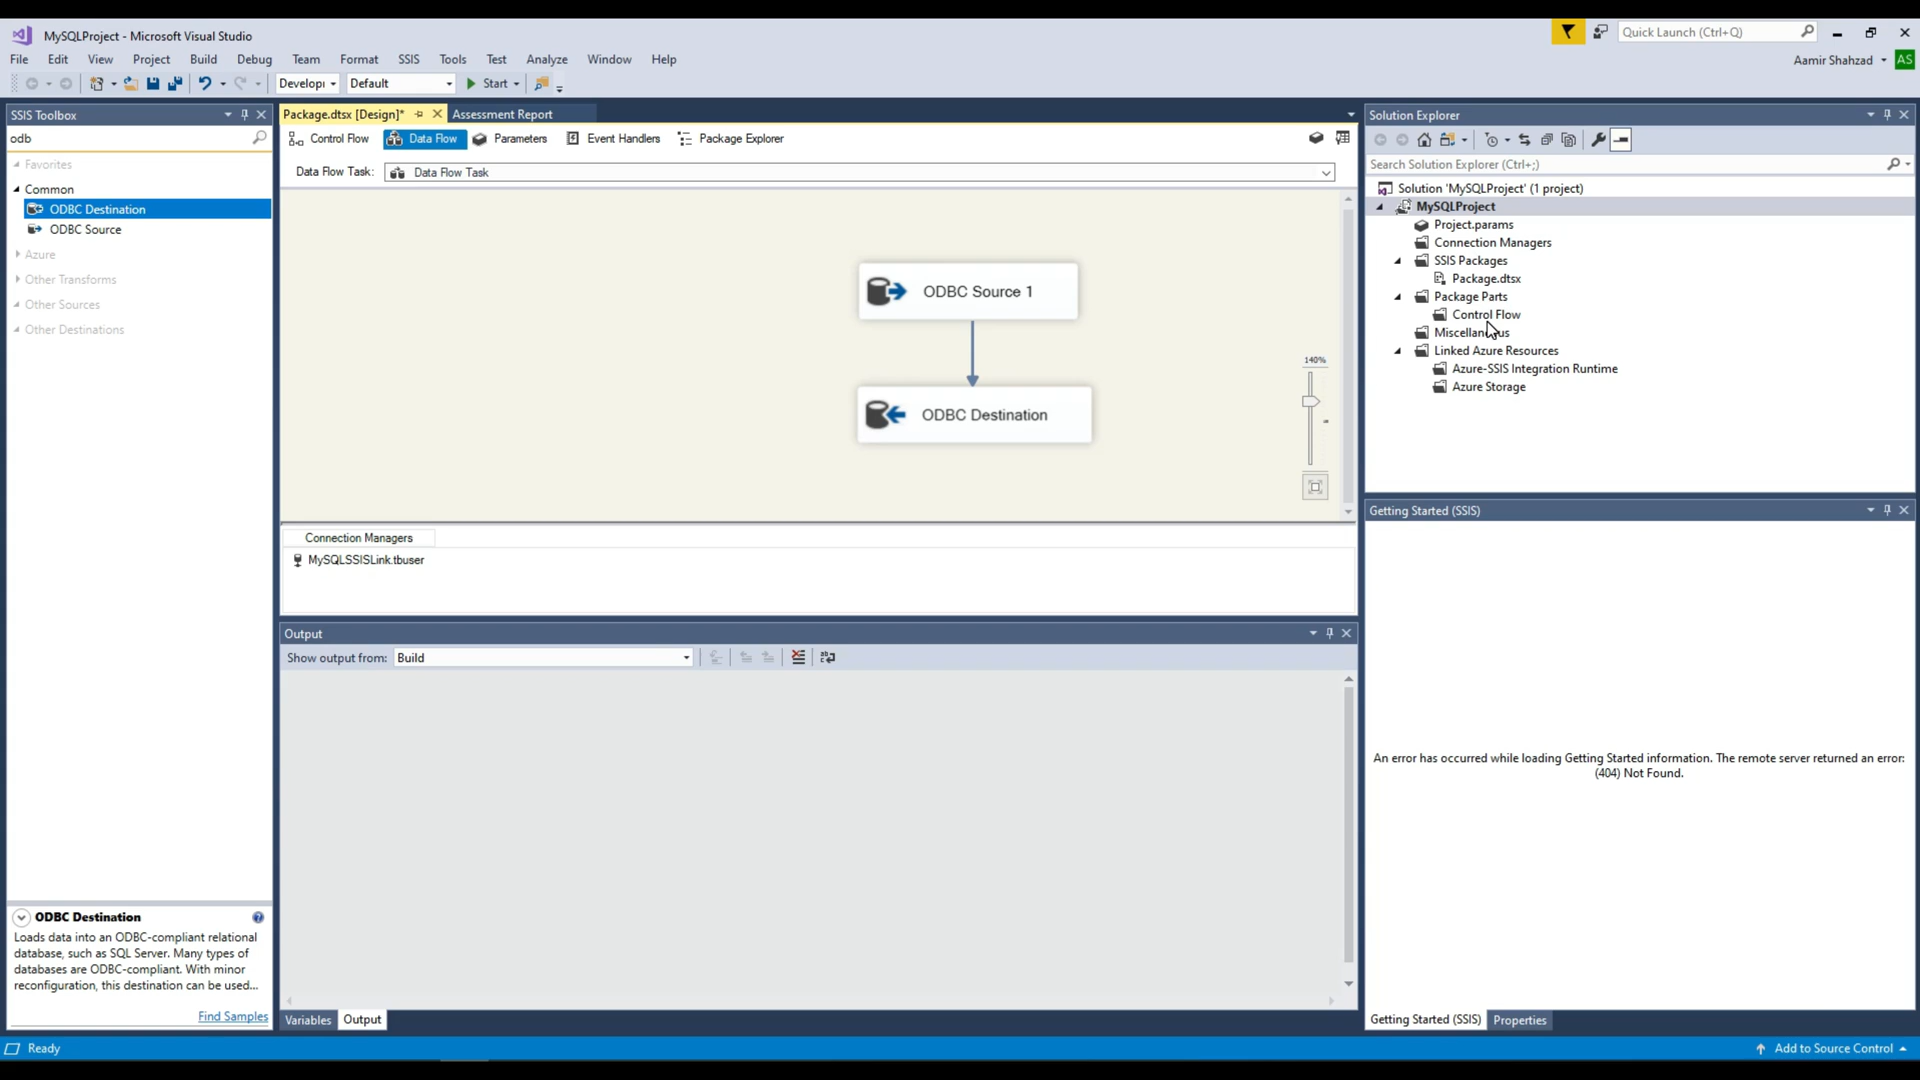 MySQLProject - Microsoft Visual Studio
Quick Launch (Ctrl+Q)
File Edit View Project Build Debug Team Format SSIS Tools Test Analyze Window Help
Aamir Shahzad AS
Developi Default Start
SSIS Toolbox
odb
Favorites
Common
ODBC Destination
ODBC Source
Azure
Other Transforms
Other Sources
Other Destinations
ODBC Destination
Loads data into an ODBC-compliant relational
database, such as SQL Server. Many types of
databases are ODBC-compliant. With minor
reconfiguration, this destination can be used...
Find Samples
Package.dtsx [Design]* Assessment Report
Control Flow Data Flow Parameters Event Handlers Package Explorer
Data Flow Task: Data Flow Task
ODBC Source 1
ODBC Destination
140%
Connection Managers
MySQLSSISLink.tbuser
Output
Show output from: Build
Variables Output
Solution Explorer
Search Solution Explorer (Ctrl+;)
Solution 'MySQLProject' (1 project)
MySQLProject
Project.params
Connection Managers
SSIS Packages
Package.dtsx
Package Parts
Control Flow
Miscellaneous
Linked Azure Resources
Azure-SSIS Integration Runtime
Azure Storage
Getting Started (SSIS)
An error has occurred while loading Getting Started information. The remote server returned an error:
(404) Not Found.
Getting Started (SSIS) Properties
Ready
Add to Source Control